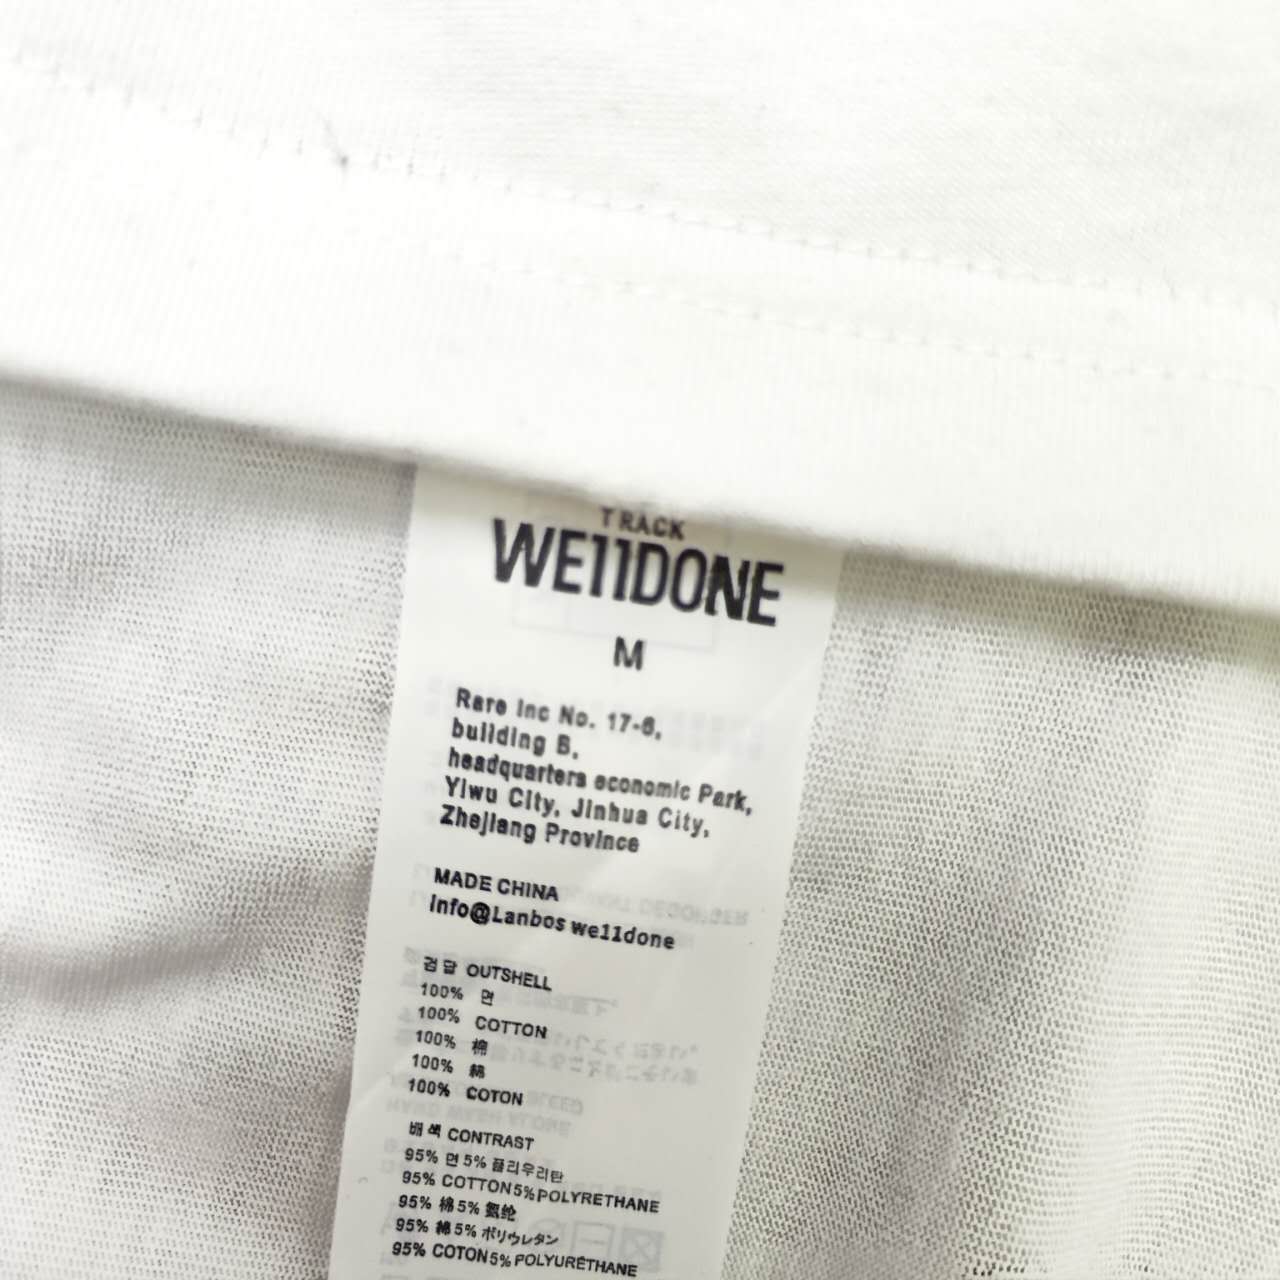 TRACK
WE11DONE
M
Rare Inc No. 17-6,
building B,
headquarters economic Park,
Yiwu City, Jinhua City,
Zhejiang Province
MADE CHINA
Info@Lanbos we11done
검 답 OUTSHELL
100% 면
100% COTTON
100% 棉
100% 綿
100% COTON
배색 CONTRAST
95% 면 5% 폴리우리탄
95% COTTON 5% POLYRETHANE
95% 棉 5% 氨纶
95% 綿 5% ポリウレタン
95% COTON 5% POLYURETHANE